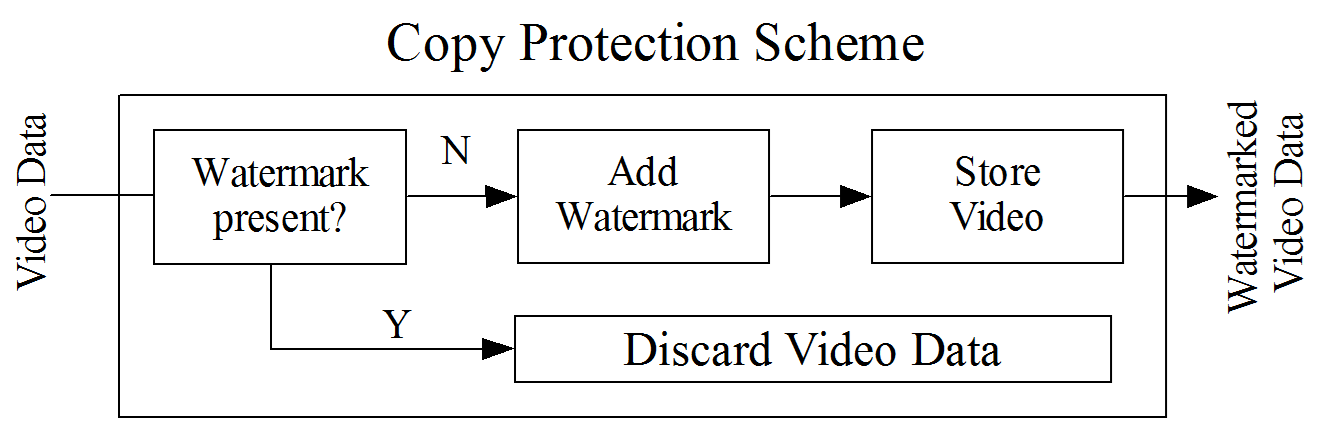 Copy Protection Scheme
Video Data
Watermark
present?
N
Add
Watermark
Store
Video
Watermarked
Video Data
Y
Discard Video Data